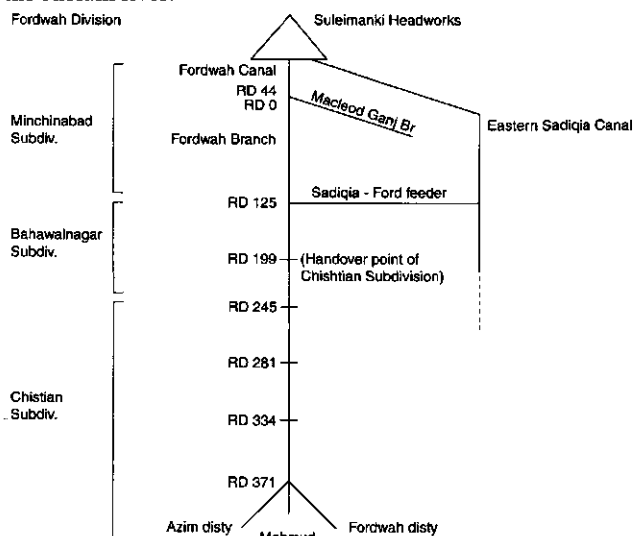 Fordwah Division
Suleimanki Headworks
Fordwah Canal
RD 44
RD 0
Macleod Ganj Br
Minchinabad
Subdiv.
Eastern Sadiqia Canal
Fordwah Branch
RD 125
Sadiqia - Ford feeder
Bahawalnagar
Subdiv.
RD 199
(Handover point of
Chishtian Subdivision)
RD 245
RD 281
Chistian
Subdiv.
RD 334
RD 371
Azim disty
Mahmud
Fordwah disty